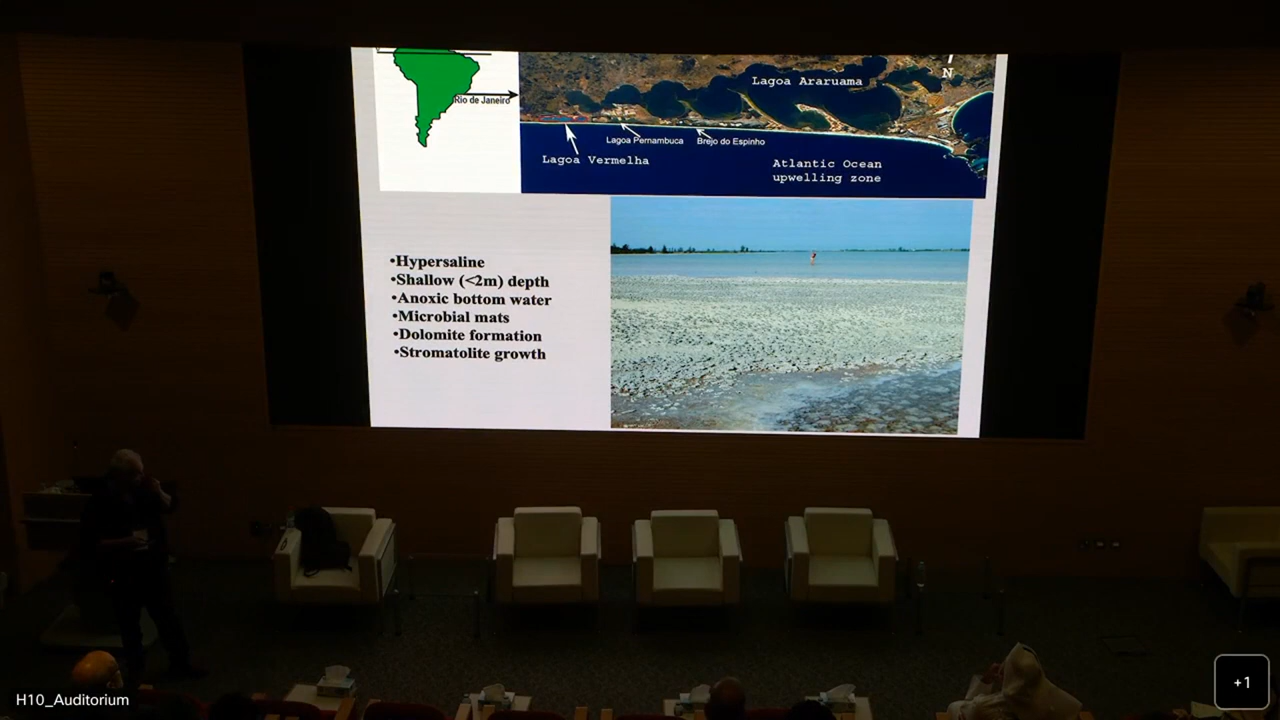 Rio de Janeiro
Lagoa Araruama
N
Lagoa Pernambuca
Brejo do Espinho
Lagoa Vermelha
Atlantic Ocean
upwelling zone
•Hypersaline
•Shallow (<2m) depth
•Anoxic bottom water
•Microbial mats
•Dolomite formation
•Stromatolite growth
H10_Auditorium
+1